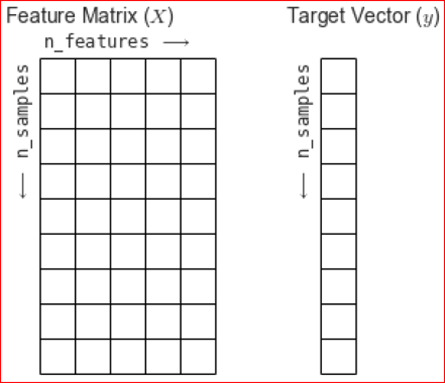 Feature Matrix (X)
n_features ⟶
n_samples
⟵
Target Vector (y)
n_samples
⟵